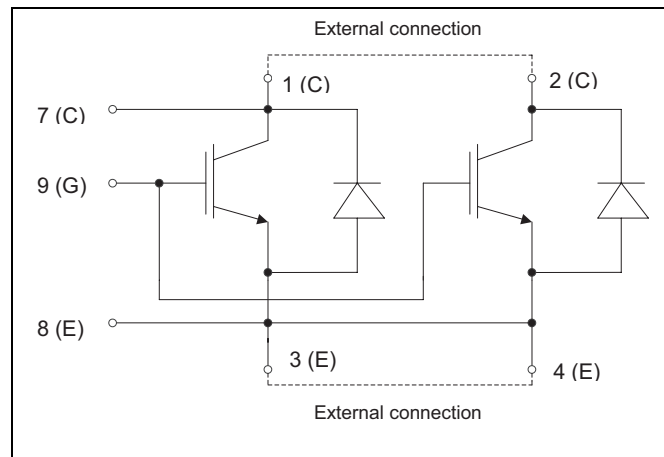 External connection
1 (C)
2 (C)
7 (C)
9 (G)
8 (E)
3 (E)
4 (E)
External connection